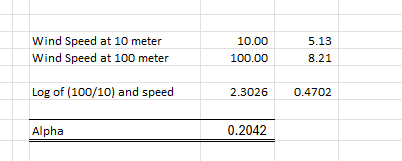 Wind Speed at 10 meter 10.00 5.13
Wind Speed at 100 meter 100.00 8.21
Log of (100/10) and speed 2.3026 0.4702
Alpha 0.2042